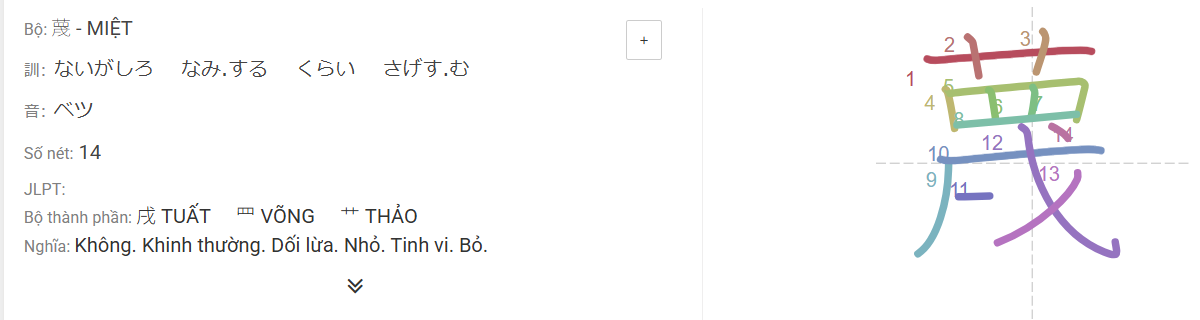 Bộ: 蔑 - MIỆT
+
訓: ないがしろ なみ.する くらい さげす.む
音: ベツ
Số nét: 14
JLPT:
Bộ thành phần: 戌 TUẤT 罒 VÕNG 艹 THẢO
Nghĩa: Không. Khinh thường. Dối lừa. Nhỏ. Tinh vi. Bỏ.
1 2 3 4 5 6 7 8 9 10 11 12 13 14